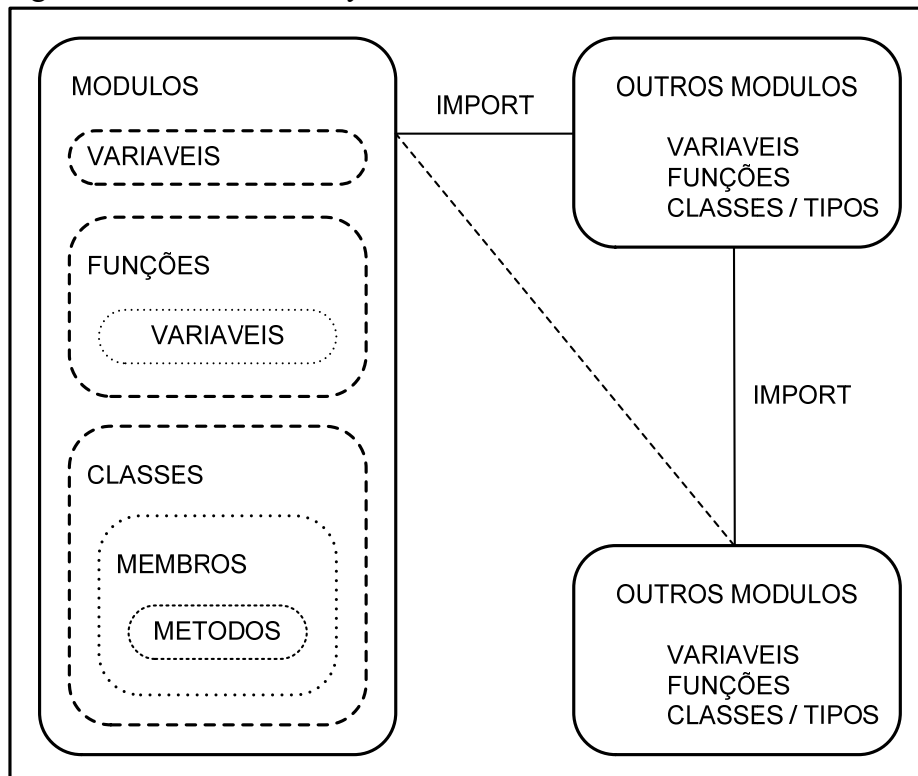 MODULOS
VARIAVEIS
FUNÇÕES
VARIAVEIS
CLASSES
MEMBROS
METODOS
IMPORT
OUTROS MODULOS
VARIAVEIS
FUNÇÕES
CLASSES / TIPOS
IMPORT
OUTROS MODULOS
VARIAVEIS
FUNÇÕES
CLASSES / TIPOS